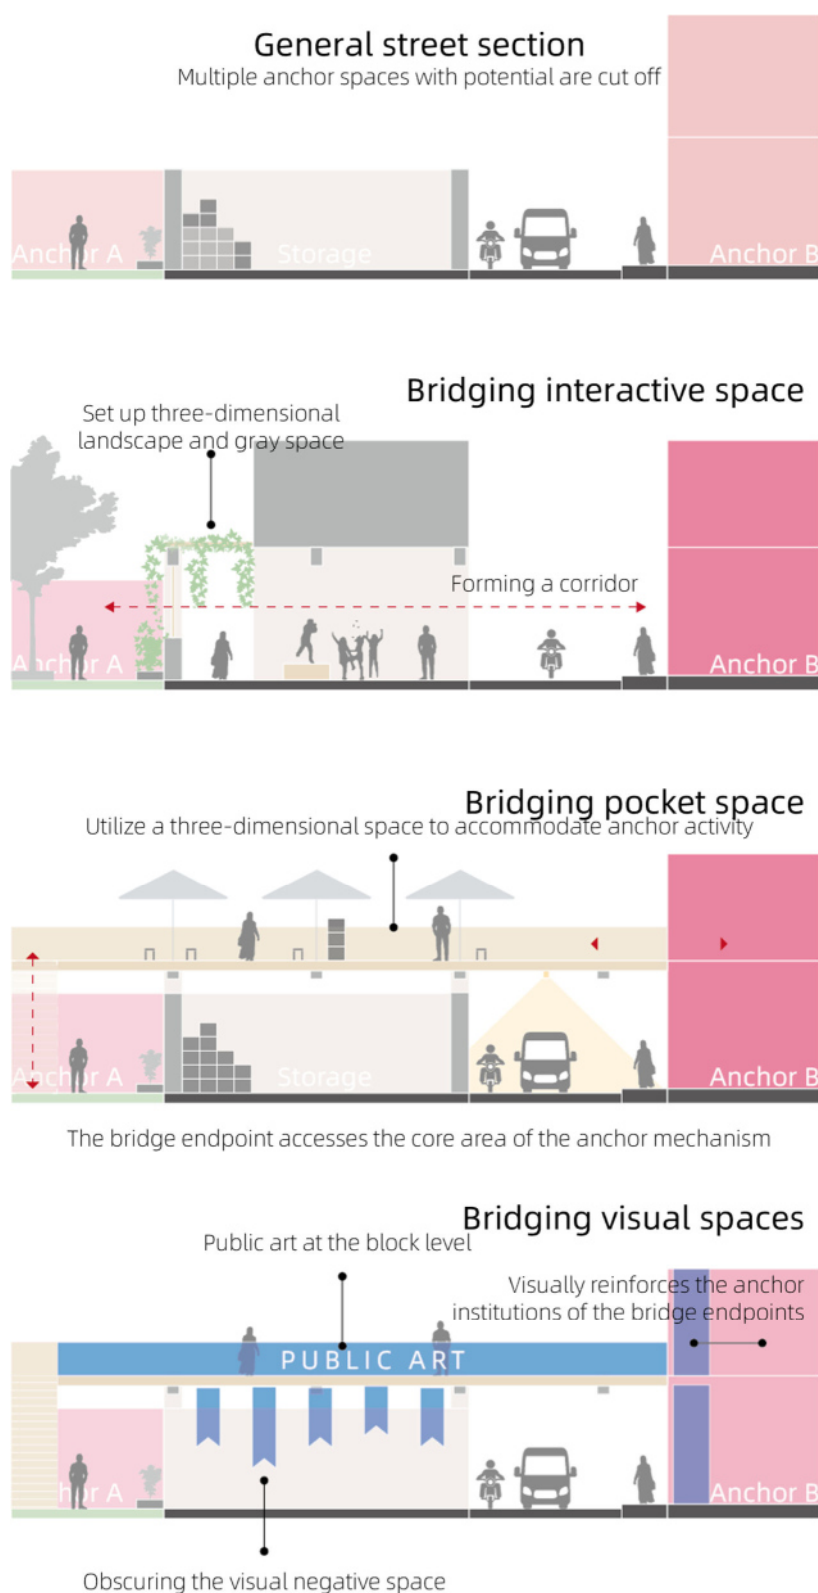 General street section
Multiple anchor spaces with potential are cut off
Anchor A
Storage
Anchor B
Bridging interactive space
Set up three-dimensional
landscape and gray space
Forming a corridor
Anchor A
Anchor B
Bridging pocket space
Utilize a three-dimensional space to accommodate anchor activity
Anchor A
Storage
Anchor B
The bridge endpoint accesses the core area of the anchor mechanism
Bridging visual spaces
Public art at the block level
Visually reinforces the anchor
institutions of the bridge endpoints
PUBLIC ART
hor A
Anchor B
Obscuring the visual negative space